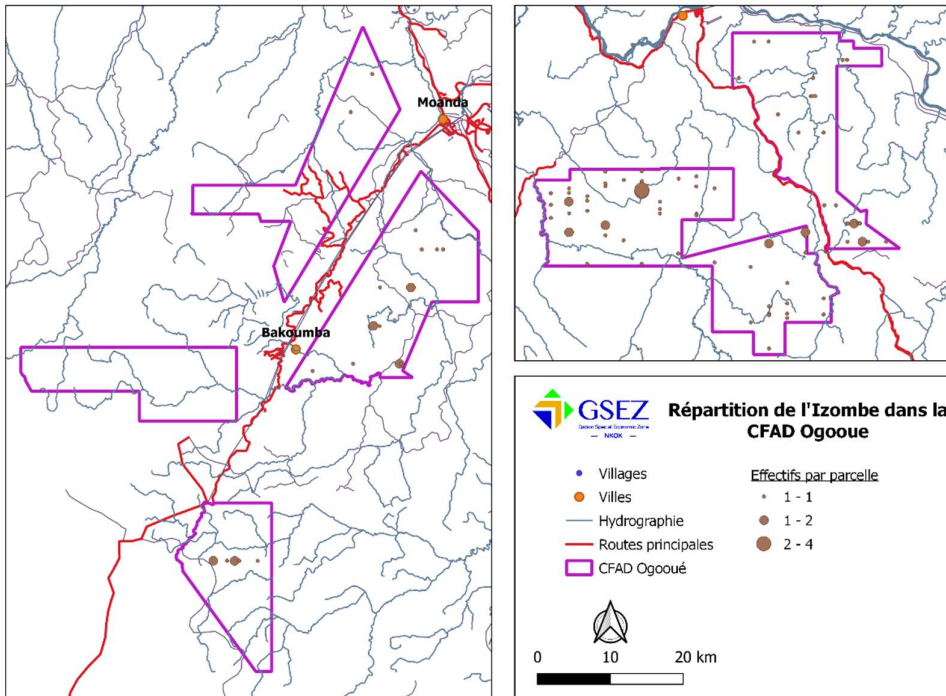 Moanda
Bakoumba
GSEZ
Gabon Special Economic Zone
— NKOK —
Répartition de l'Izombe dans la
CFAD Ogooue
Villages
Villes
Hydrographie
Routes principales
CFAD Ogooué
Effectifs par parcelle
1 - 1
1 - 2
2 - 4
0 10 20 km